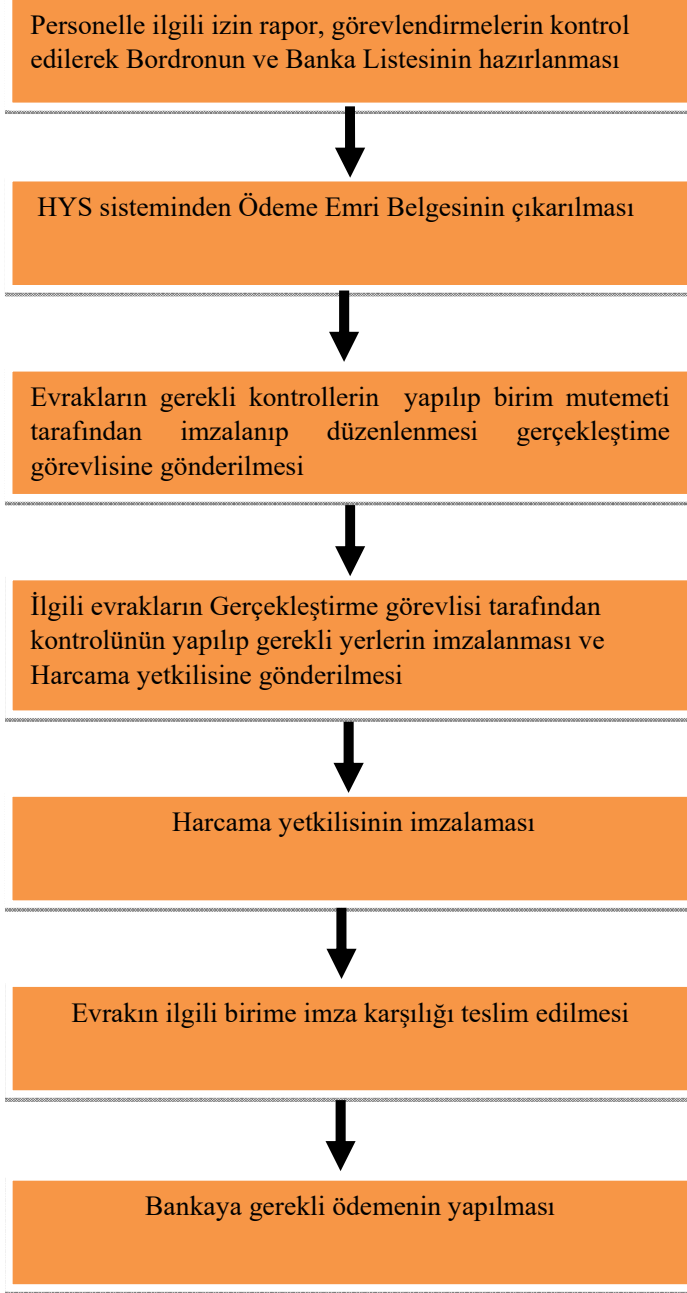 Personelle ilgili izin rapor, görevlendirmelerin kontrol
edilerek Bordronun ve Banka Listesinin hazırlanması
HYS sisteminden Ödeme Emri Belgesinin çıkarılması
Evrakların gerekli kontrollerin yapılıp birim mutemeti
tarafından imzalanıp düzenlenmesi gerçekleştime
görevlisine gönderilmesi
İlgili evrakların Gerçekleştirme görevlisi tarafından
kontrolünün yapılıp gerekli yerlerin imzalanması ve
Harcama yetkilisine gönderilmesi
Harcama yetkilisinin imzalaması
Evrakın ilgili birime imza karşılığı teslim edilmesi
Bankaya gerekli ödemenin yapılması